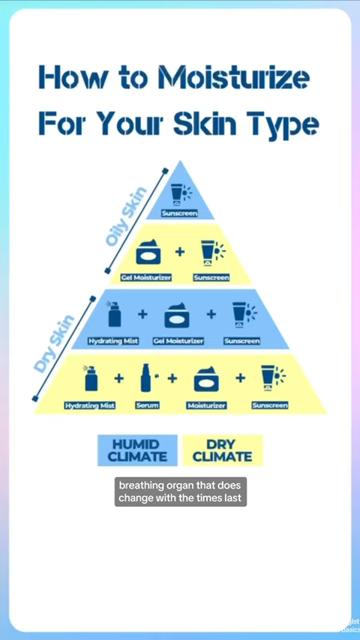 How to Moisturize
For Your Skin Type
Oily Skin
Sunscreen
+
Gel Moisturizer Sunscreen
Dry Skin
+ +
Hydrating Mist Gel Moisturizer Sunscreen
+ + +
Hydrating Mist Serum Moisturizer Sunscreen
HUMID CLIMATE
DRY CLIMATE
breathing organ that does
change with the times last